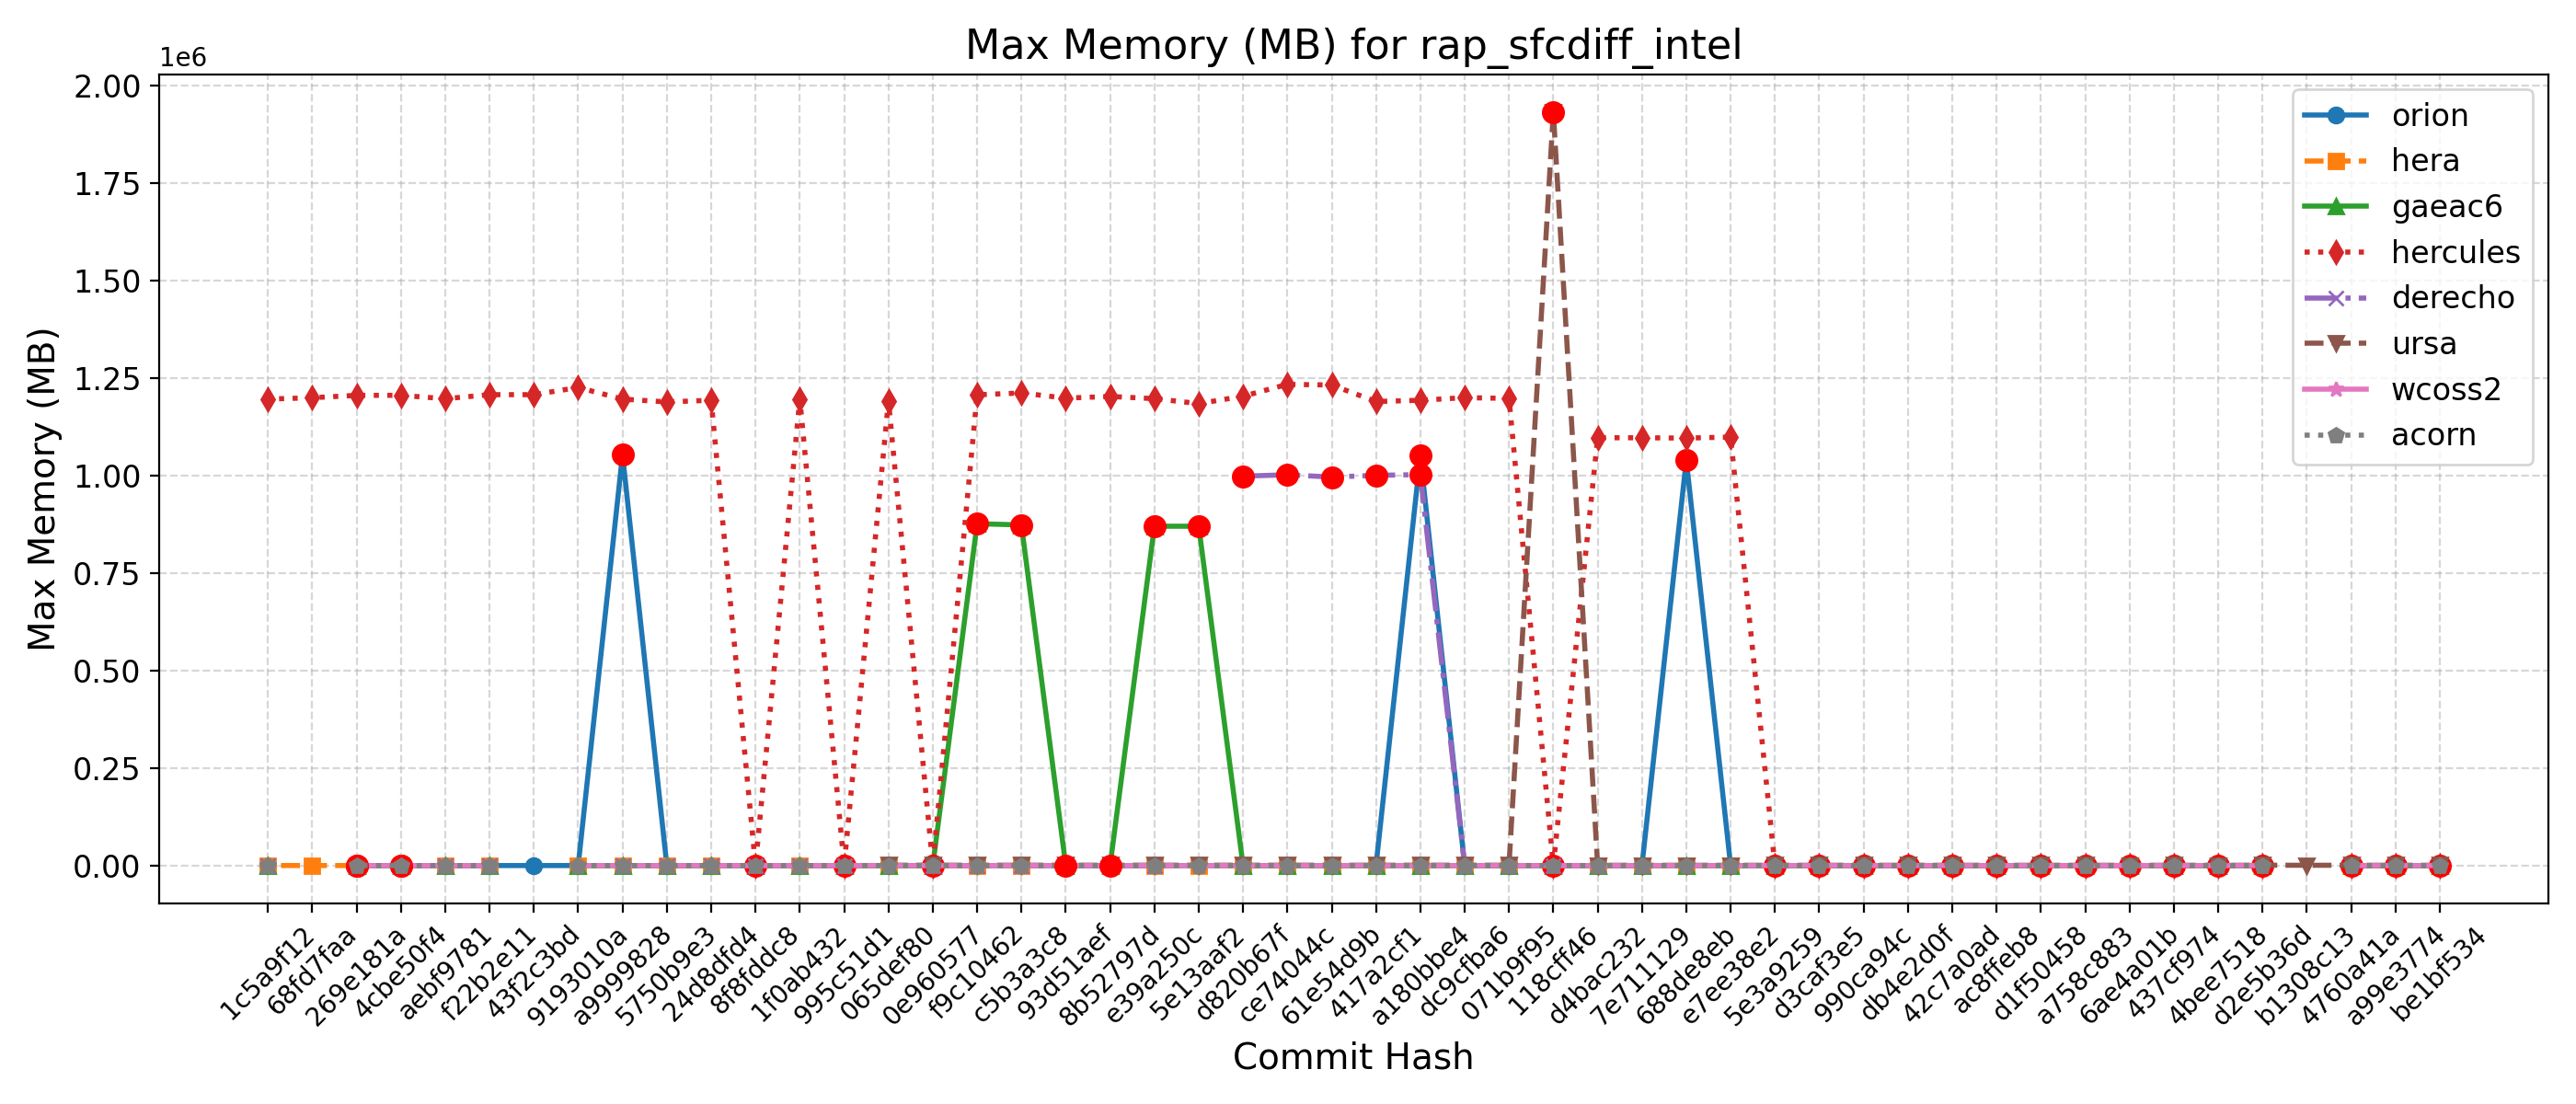 Max Memory (MB) for rap_sfcdiff_intel
1e6
2.00
1.75
1.50
1.25
1.00
0.75
0.50
0.25
0.00
Max Memory (MB)
orion
hera
gaeac6
hercules
derecho
ursa
wcoss2
acorn
1c5a9f12
68fd7faa
269e181a
4cbe50f4
aebf9781
f22b2e11
43f2c3bd
9193010a
a9999828
5750b9e3
24d8dfd4
8f8fddc8
1f0ab432
995c51d1
065def80
0e960577
f9c10462
c5b3a3c8
93d51aef
8b52797d
e39a250c
5e13aaf2
d820b67f
ce74044c
61e54d9b
417a2cf1
a180bbe4
dc9cfba6
071b9f95
118cff46
d4bac232
7e711129
688de8eb
e7ee38e2
5e3a9259
d3caf3e5
990ca94c
db4e2d0f
42c7a0ad
ac8ffeb8
d1f50458
a758c883
6ae4a01b
437cf974
4bee7518
d2e5b36d
b1308c13
4760a41a
a99e3774
be1bf534
Commit Hash